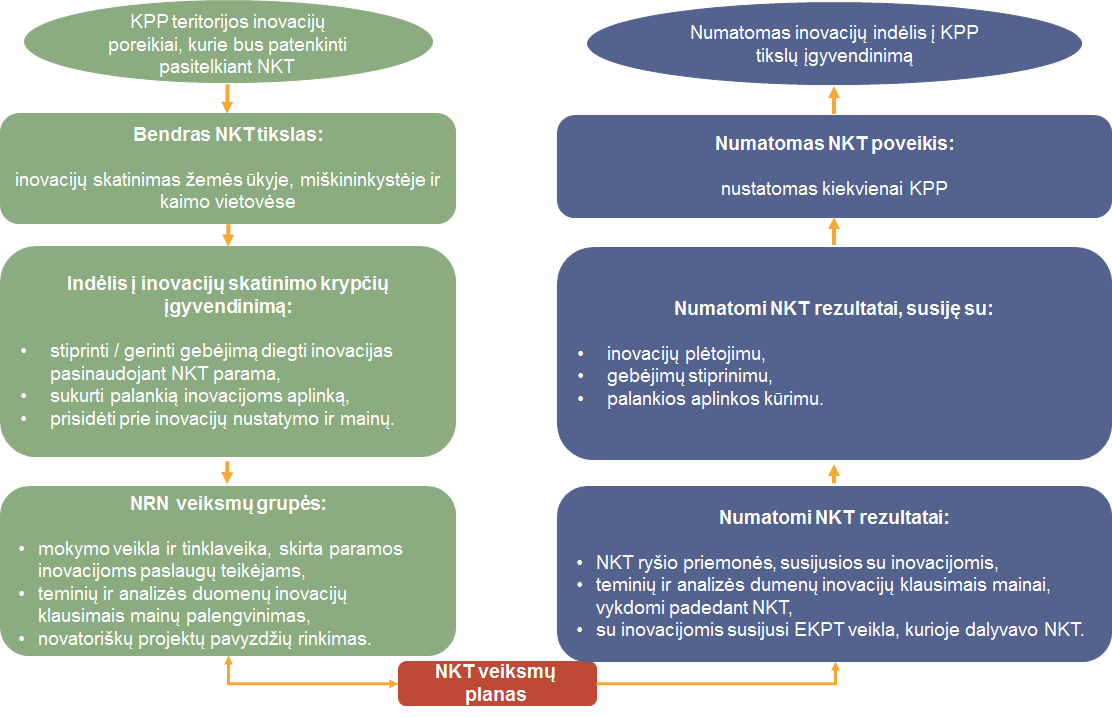 KPP teritorijos inovacijų
poreikiai, kurie bus patenkinti
pasitelkiant NKT
Bendras NKT tikslas:
inovacijų skatinimas žemės ūkyje, miškininkystėje ir
kaimo vietovėse
Indėlis į inovacijų skatinimo krypčių
įgyvendinimą:
• stiprinti / gerinti gebėjimą diegti inovacijas
pasinaudojant NKT parama,
• sukurti palankią inovacijoms aplinką,
• prisidėti prie inovacijų nustatymo ir mainų.
NRN veiksmų grupės:
• mokymo veikla ir tinklaveika, skirta paramos
inovacijoms paslaugų teikėjams,
• teminių ir analizės duomenų inovacijų
klausimais mainų palengvinimas,
• novatoriškų projektų pavyzdžių rinkimas.
NKT veiksmų
planas
Numatomas inovacijų indėlis į KPP
tikslų įgyvendinimą
Numatomas NKT poveikis:
nustatomas kiekvienai KPP
Numatomi NKT rezultatai, susiję su:
• inovacijų plėtojimu,
• gebėjimų stiprinimu,
• palankios aplinkos kūrimu.
Numatomi NKT rezultatai:
• NKT ryšio priemonės, susijusios su inovacijomis,
• teminių ir analizės dumenų inovacijų klausimais mainai,
vykdomi padedant NKT,
• su inovacijomis susijusi EKPT veikla, kurioje dalyvavo NKT.